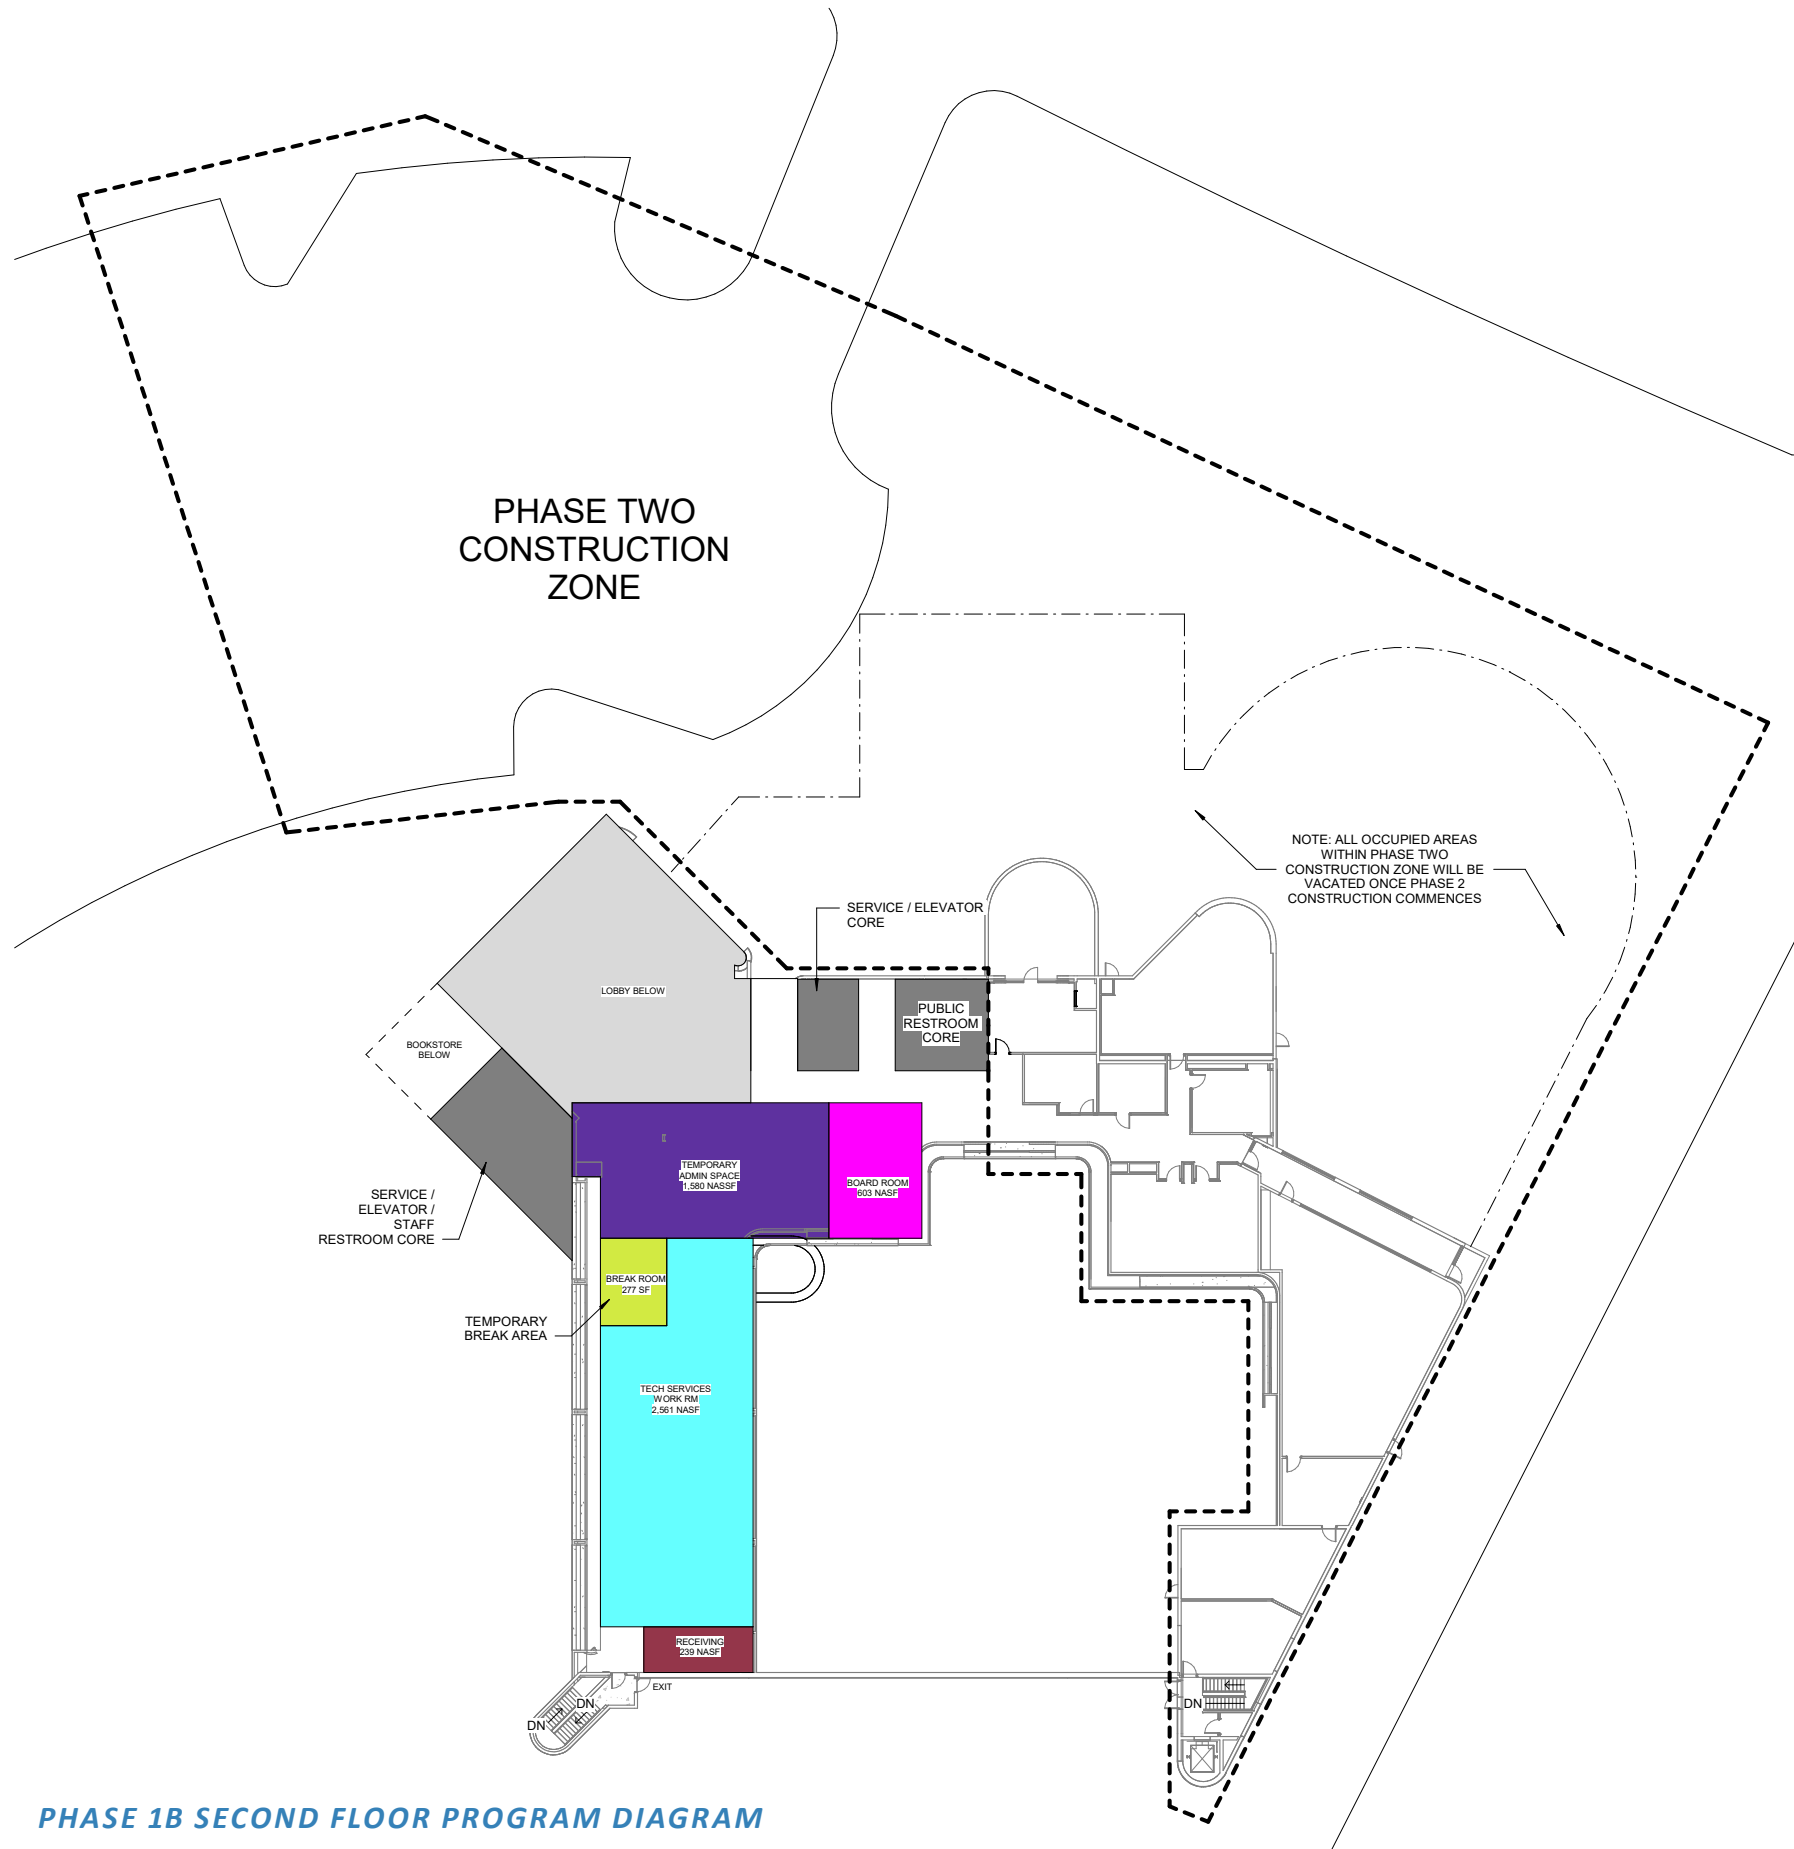 PHASE TWO
CONSTRUCTION
ZONE
NOTE: ALL OCCUPIED AREAS
WITHIN PHASE TWO
CONSTRUCTION ZONE WILL BE
VACATED ONCE PHASE 2
CONSTRUCTION COMMENCES
SERVICE / ELEVATOR
CORE
LOBBY BELOW
PUBLIC
RESTROOM
CORE
BOOKSTORE
BELOW
TEMPORARY
ADMIN SPACE
1,580 NASSF
BOARD ROOM
603 NASF
SERVICE /
ELEVATOR /
STAFF
RESTROOM CORE
BREAK ROOM
277 SF
TEMPORARY
BREAK AREA
TECH SERVICES
WORK RM
2,561 NASF
RECEIVING
239 NASF
EXIT
DN
DN
DN
PHASE 1B SECOND FLOOR PROGRAM DIAGRAM